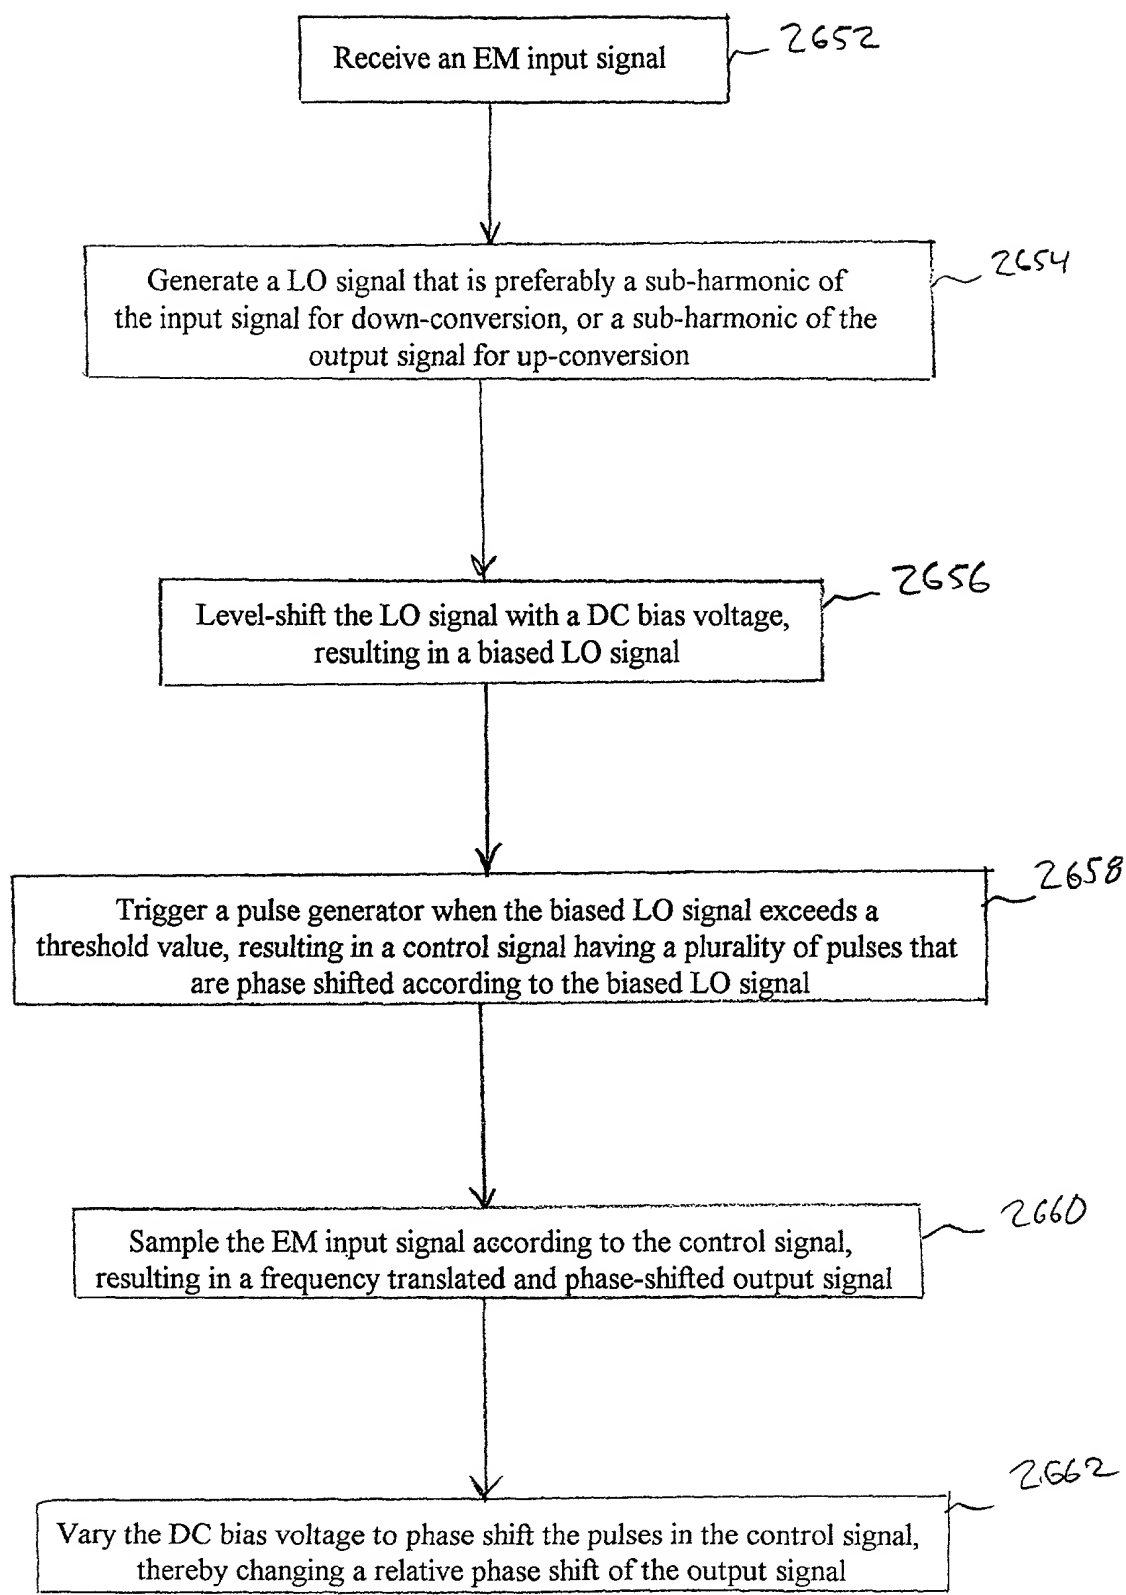 Receive an EM input signal
2652
Generate a LO signal that is preferably a sub-harmonic of
the input signal for down-conversion, or a sub-harmonic of the
output signal for up-conversion
2654
Level-shift the LO signal with a DC bias voltage,
resulting in a biased LO signal
2656
Trigger a pulse generator when the biased LO signal exceeds a
threshold value, resulting in a control signal having a plurality of pulses that
are phase shifted according to the biased LO signal
2658
Sample the EM input signal according to the control signal,
resulting in a frequency translated and phase-shifted output signal
2660
Vary the DC bias voltage to phase shift the pulses in the control signal,
thereby changing a relative phase shift of the output signal
2662